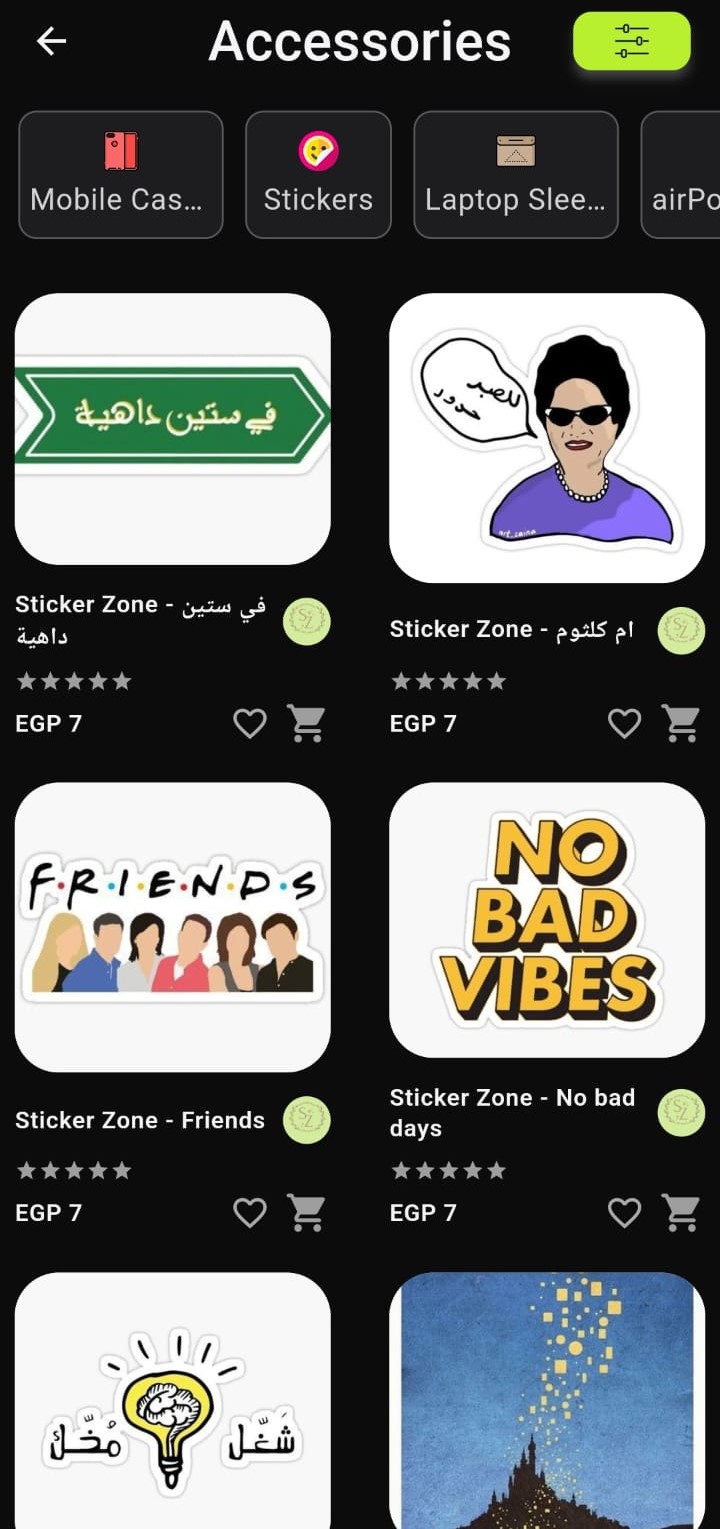 Accessories
Mobile Cas...
Stickers
Laptop Slee...
airPo
في ستين داهية
للصبر
حدود
art_saino
Sticker Zone - في ستين
داهية
SZ
Sticker Zone - ام كلثوم
SZ
EGP 7
EGP 7
F·R·I·E·N·D·S
NO
BAD
VIBES
Sticker Zone - Friends
SZ
Sticker Zone - No bad
days
SZ
EGP 7
EGP 7
شَغّل مُخّك